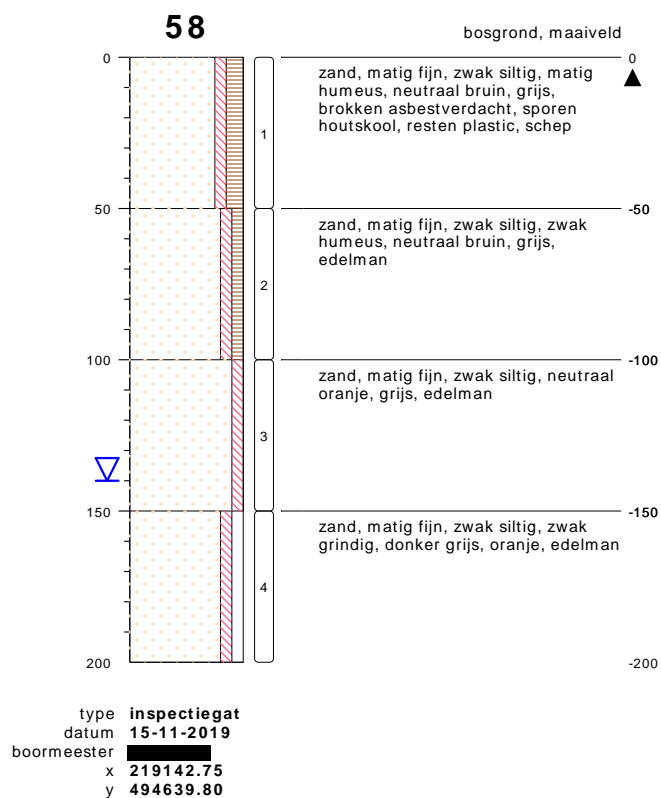 58
bosgrond, maaiveld
0
0
zand, matig fijn, zwak siltig, matig
humeus, neutraal bruin, grijs,
brokken asbestverdacht, sporen
houtskool, resten plastic, schep
1
50
-50
zand, matig fijn, zwak siltig, zwak
humeus, neutraal bruin, grijs,
edelman
2
100
-100
zand, matig fijn, zwak siltig, neutraal
oranje, grijs, edelman
3
150
-150
zand, matig fijn, zwak siltig, zwak
grindig, donker grijs, oranje, edelman
4
200
-200
type inspectiegat
datum 15-11-2019
boormeester
x 219142.75
y 494639.80